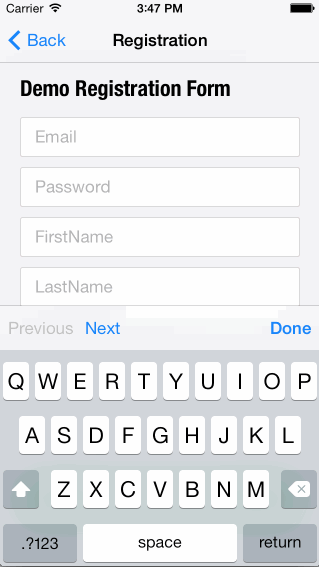 Carrier 3:47 PM
Back Registration
Demo Registration Form
Email
Password
FirstName
LastName
Previous Next Done
Q W E R T Y U I O P
A S D F G H J K L
Z X C V B N M
.?123 space return